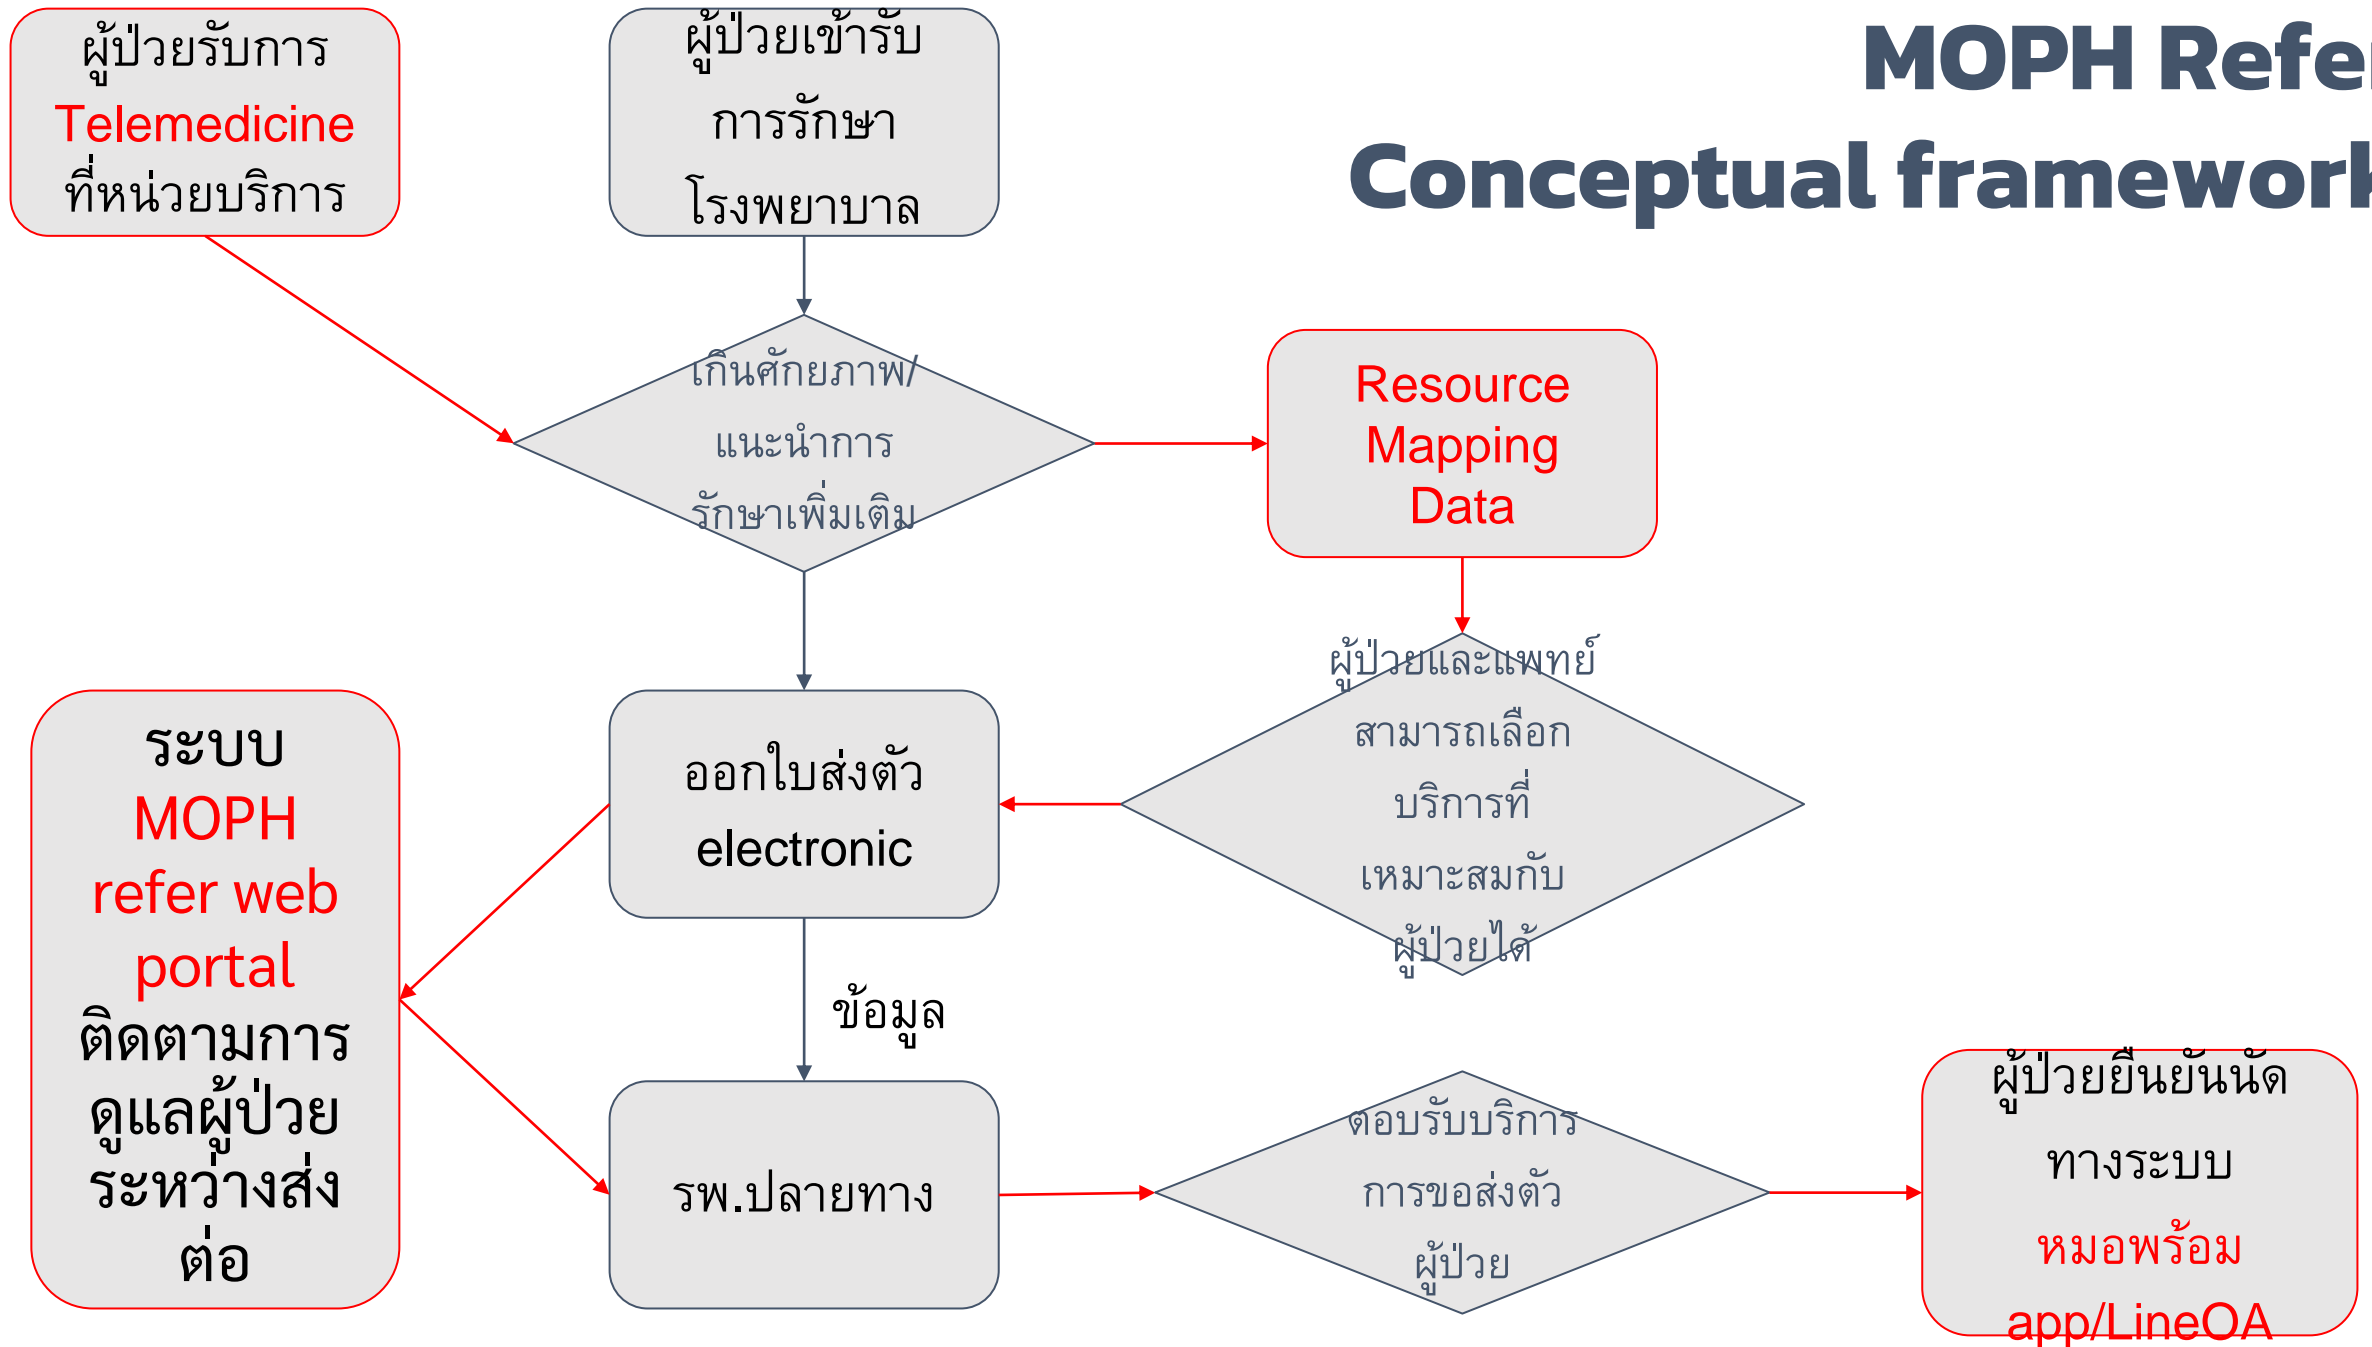 MOPH Refer
Conceptual framework
ผู้ป่วยรับการ
Telemedicine
ที่หน่วยบริการ
ผู้ป่วยเข้ารับ
การรักษา
โรงพยาบาล
เกินศักยภาพ/
แนะนำการ
รักษาเพิ่มเติม
Resource
Mapping
Data
ผู้ป่วยและแพทย์
สามารถเลือก
บริการที่
เหมาะสมกับ
ผู้ป่วยได้
ออกใบส่งตัว
electronic
ระบบ
MOPH
refer web
portal
ติดตามการ
ดูแลผู้ป่วย
ระหว่างส่ง
ต่อ
ข้อมูล
รพ.ปลายทาง
ตอบรับบริการ
การขอส่งตัว
ผู้ป่วย
ผู้ป่วยยืนยันนัด
ทางระบบ
หมอพร้อม
app/LineOA